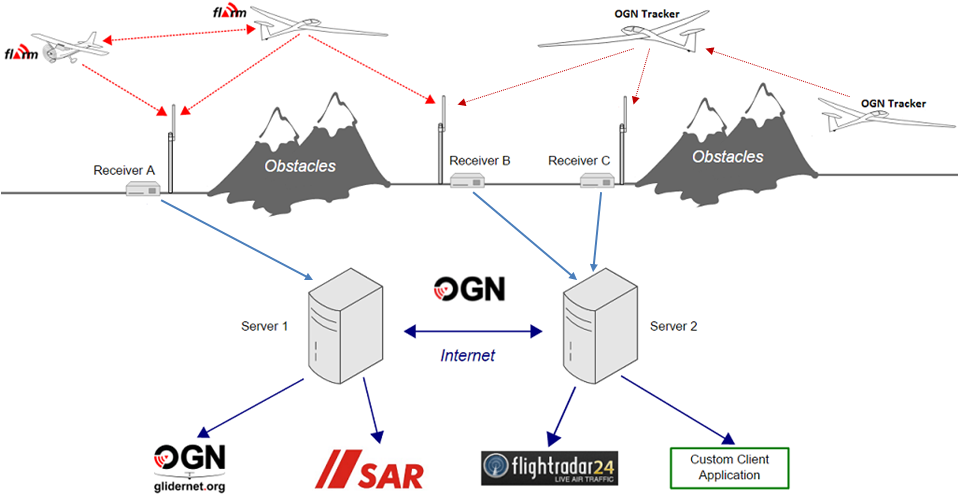 flarm
flarm
OGN Tracker
OGN Tracker
Obstacles
Obstacles
Receiver A
Receiver B
Receiver C
OGN
Server 1
Server 2
Internet
OGN
glidernet.org
SAR
flightradar24
LIVE AIR TRAFFIC
Custom Client
Application